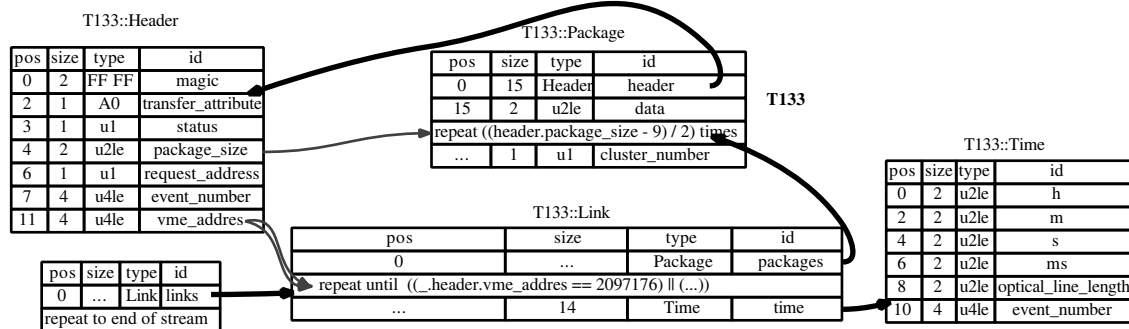 T133::Header
pos size type id
0 2 FF FF magic
2 1 A0 transfer_attribute
3 1 u1 status
4 2 u2le package_size
6 1 u1 request_address
7 4 u4le event_number
11 4 u4le vme_addres
T133::Package
pos size type id
0 15 Header header
15 2 u2le data
repeat ((header.package_size - 9) / 2) times
... 1 u1 cluster_number
T133
T133::Time
pos size type id
0 2 u2le h
2 2 u2le m
4 2 u2le s
6 2 u2le ms
8 2 u2le optical_line_length
10 4 u4le event_number
T133::Link
pos size type id
0 ... Package packages
repeat until ((_.header.vme_addres == 2097176) || (...))
... 14 Time time
pos size type id
0 ... Link links
repeat to end of stream